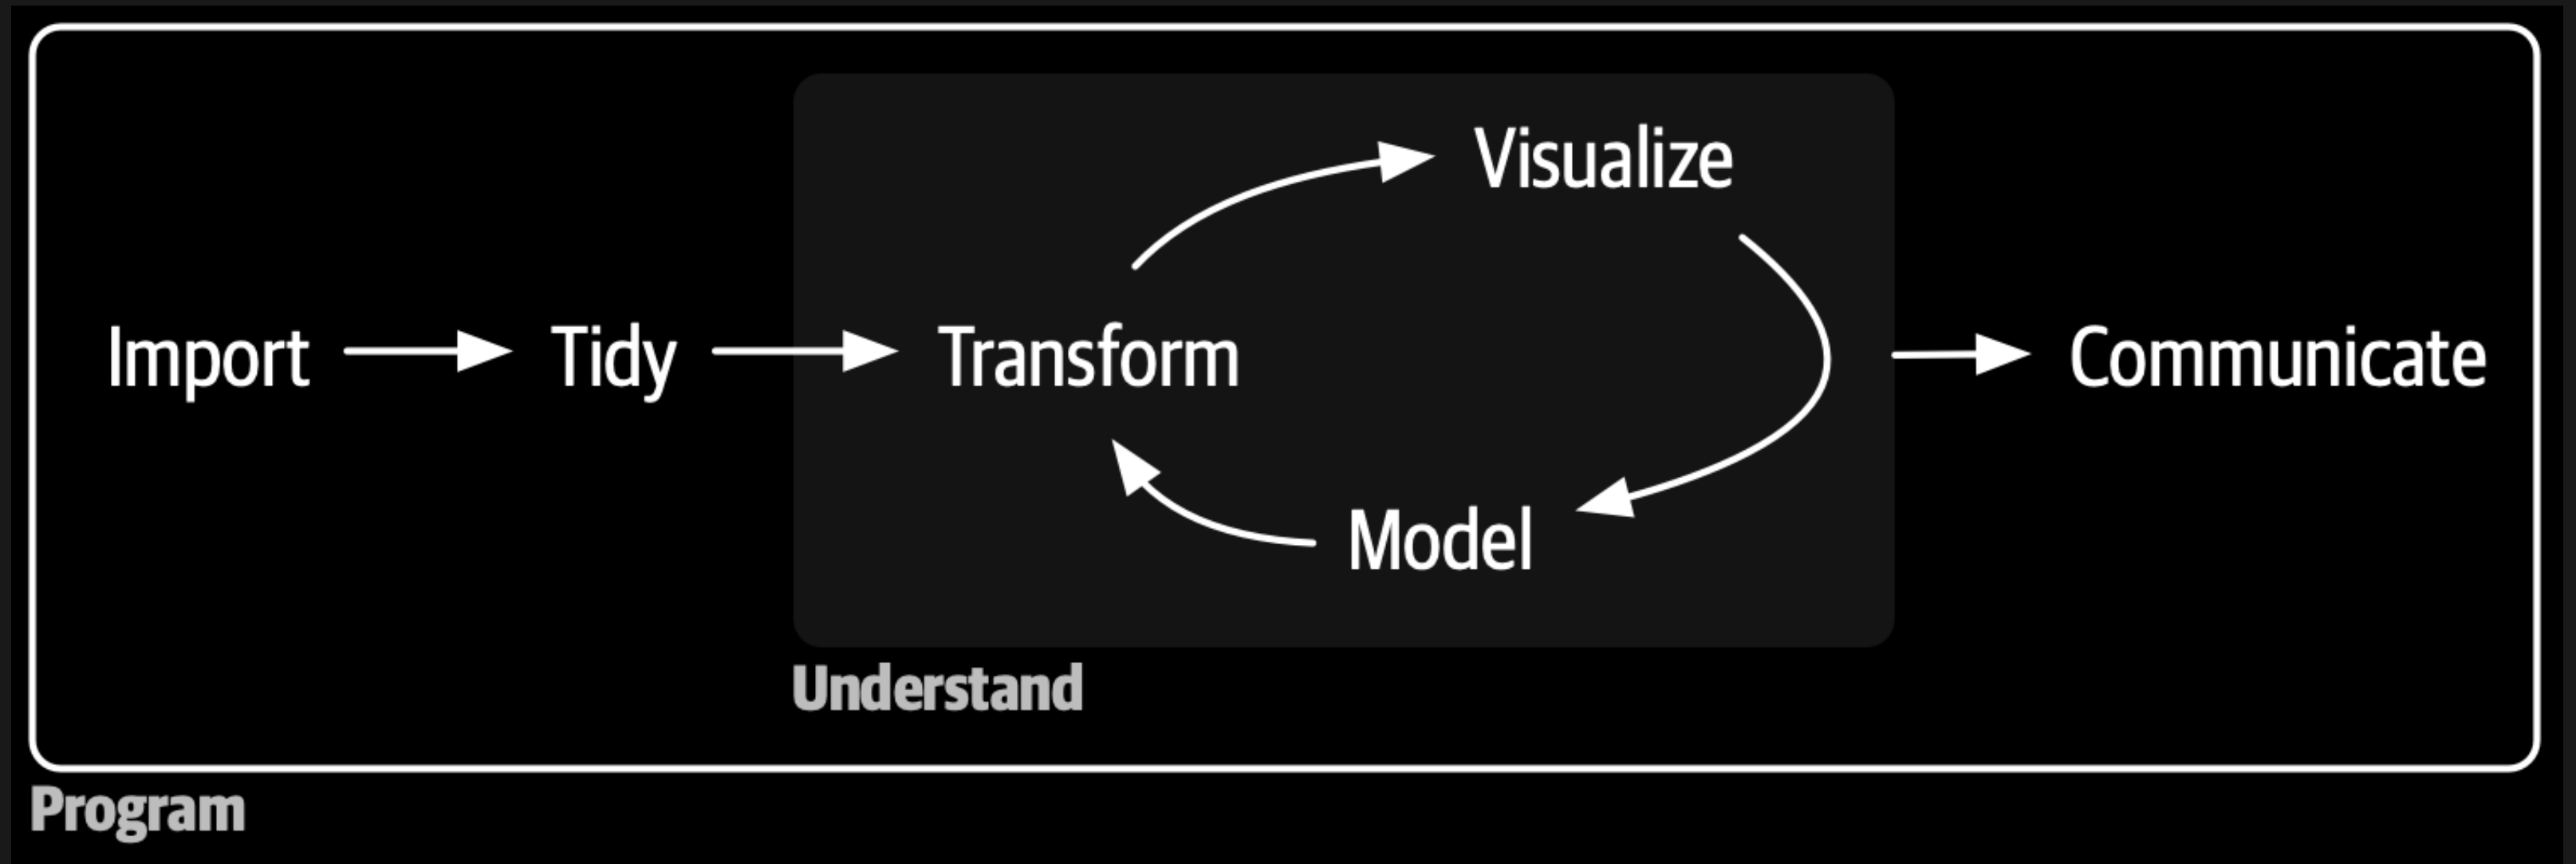 Visualize
Import
Tidy
Transform
Communicate
Model
Understand
Program